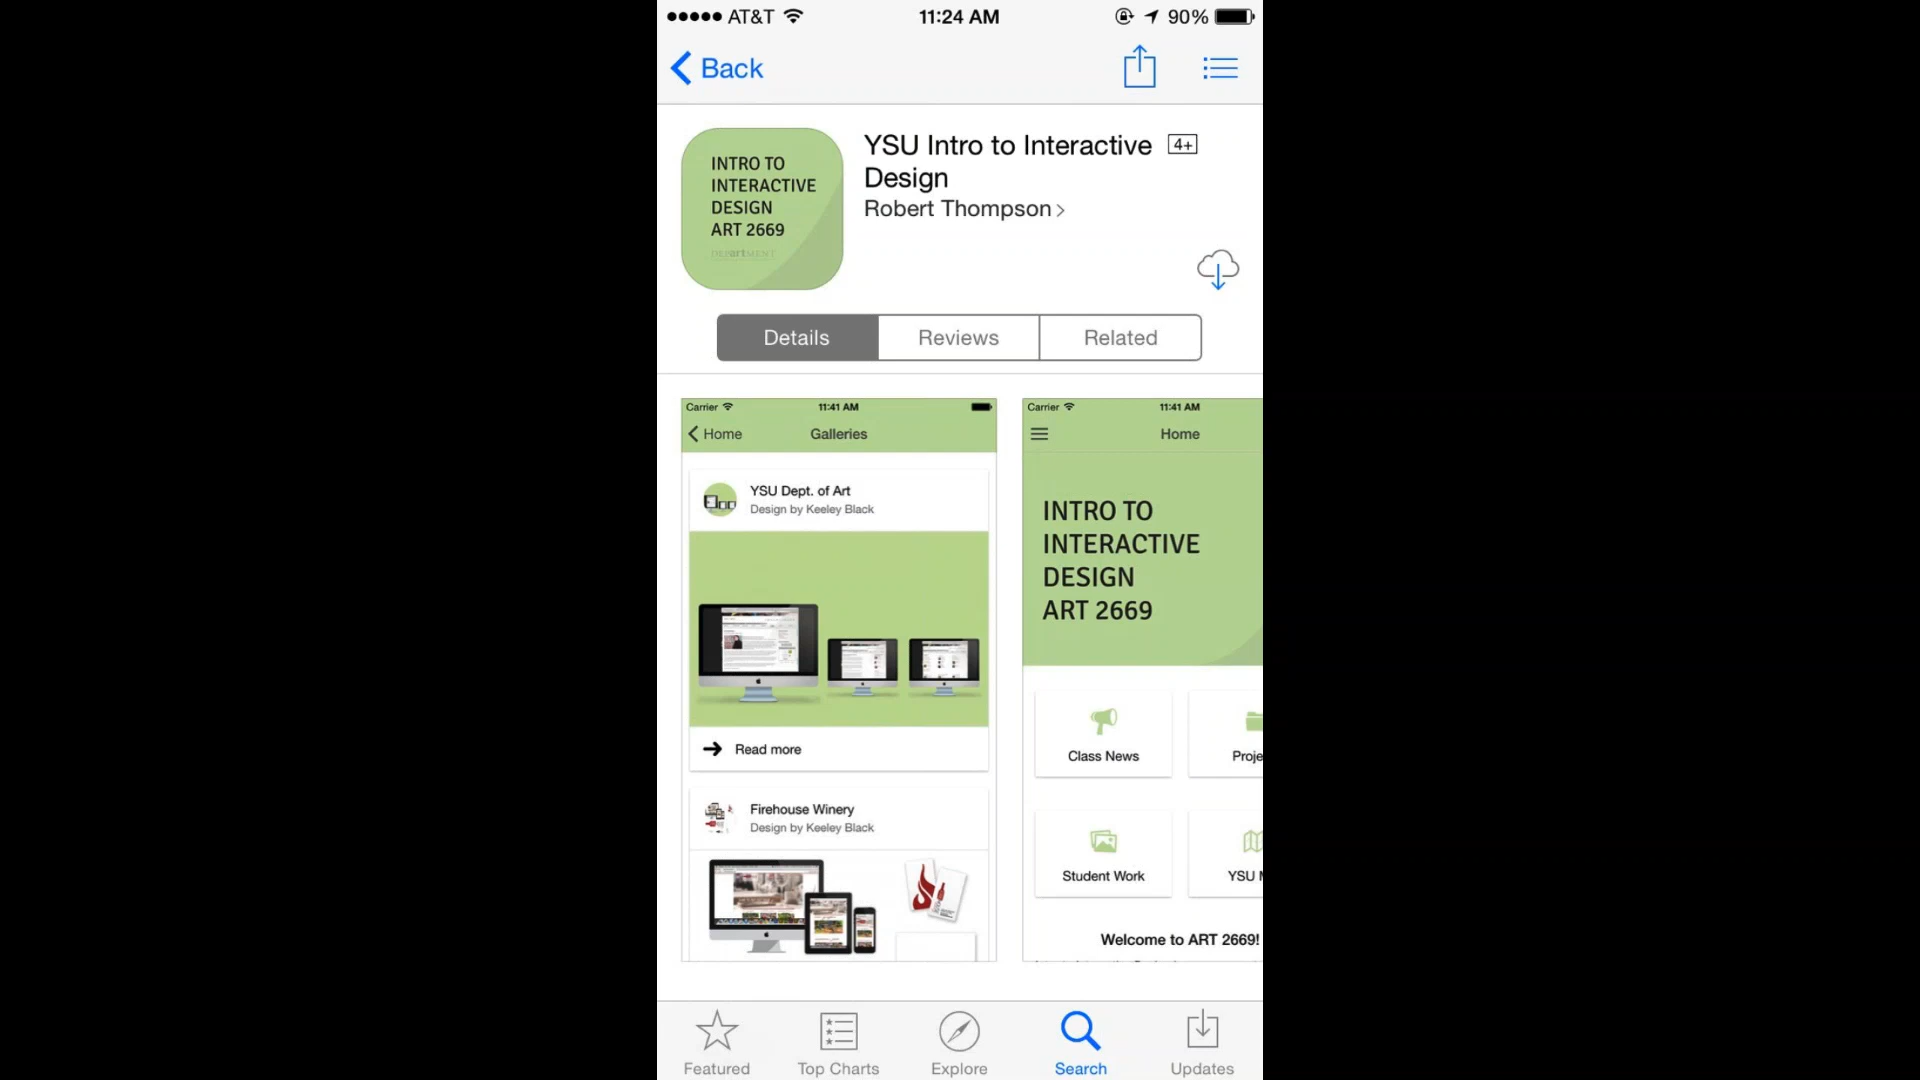 AT&T 11:24 AM 90%
Back
INTRO TO
INTERACTIVE
DESIGN
ART 2669
DEPARTMENT
YSU Intro to Interactive 4+
Design
Robert Thompson
Details Reviews Related
Carrier 11:41 AM
Home Galleries
YSU Dept. of Art
Design by Keeley Black
Read more
Firehouse Winery
Design by Keeley Black
Carrier 11:41 AM
Home
INTRO TO
INTERACTIVE
DESIGN
ART 2669
Class News Proje
Student Work YSU
Welcome to ART 2669!
Featured Top Charts Explore Search Updates